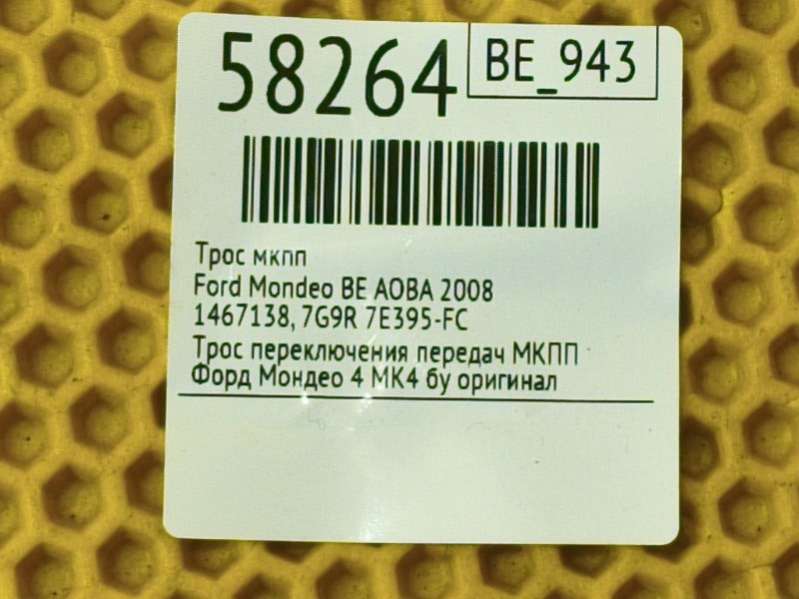 58264
BE_943
Трос мкпп
Ford Mondeo BE AOBA 2008
1467138, 7G9R 7E395-FC
Трос переключения передач МКПП
Форд Мондео 4 МК4 бу оригинал